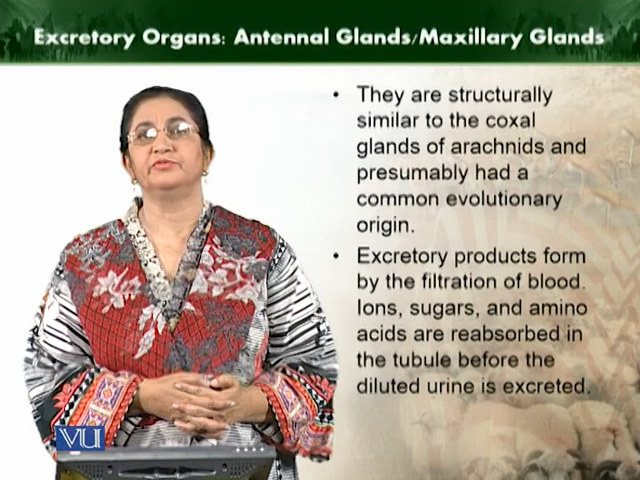 Excretory Organs: Antennal Glands/Maxillary Glands
• They are structurally
similar to the coxal
glands of arachnids and
presumably had a
common evolutionary
origin.
• Excretory products form
by the filtration of blood.
Ions, sugars, and amino
acids are reabsorbed in
the tubule before the
diluted urine is excreted.
VU